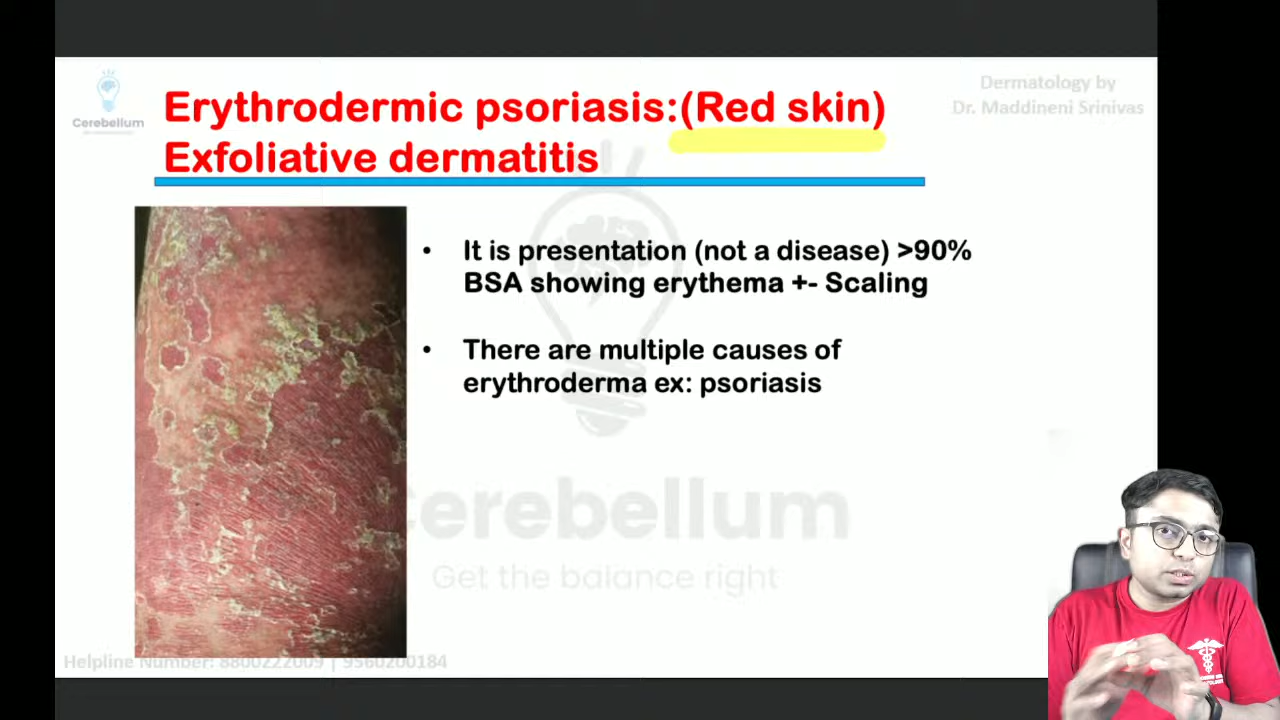 Erythrodermic psoriasis:(Red skin)
Exfoliative dermatitis
Cerebellum
Dermatology by
Dr. Maddineni Srinivas
• It is presentation (not a disease) >90%
BSA showing erythema +- Scaling
• There are multiple causes of
erythroderma ex: psoriasis
Cerebellum
Get the balance right
Helpline Number: 8800222009 | 9560200184